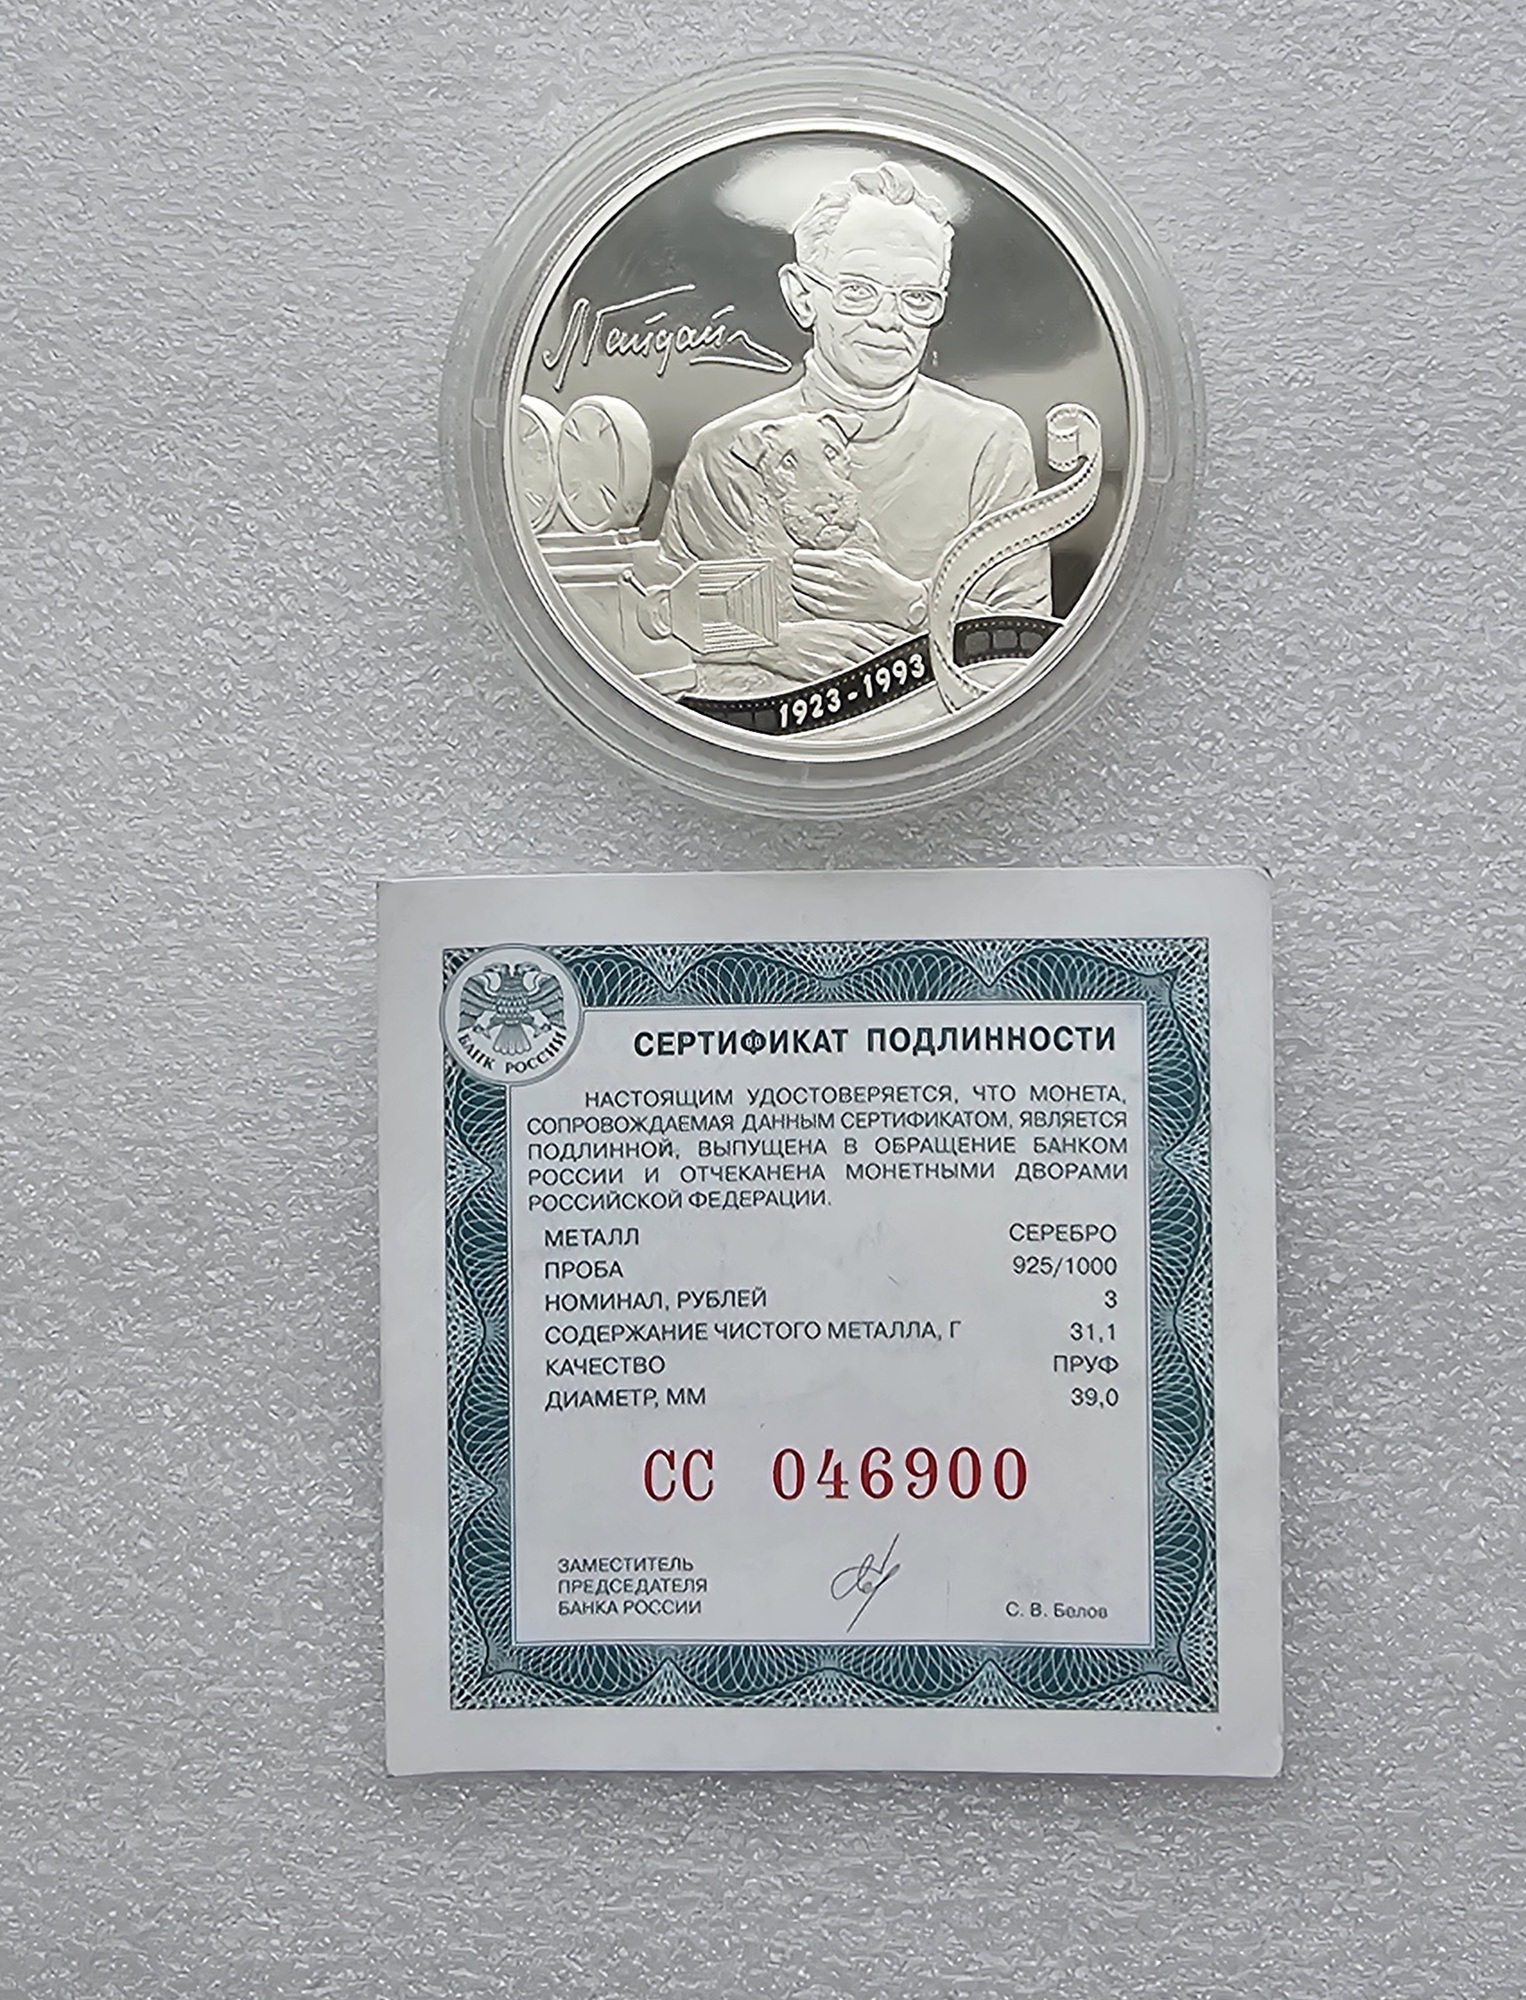 Л Гайдай
1923-1993
БАНК РОССИИ
СЕРТИФИКАТ ПОДЛИННОСТИ
НАСТОЯЩИМ УДОСТОВЕРЯЕТСЯ, ЧТО МОНЕТА,
СОПРОВОЖДАЕМАЯ ДАННЫМ СЕРТИФИКАТОМ, ЯВЛЯЕТСЯ
ПОДЛИННОЙ, ВЫПУЩЕНА В ОБРАЩЕНИЕ БАНКОМ
РОССИИ И ОТЧЕКАНЕНА МОНЕТНЫМИ ДВОРАМИ
РОССИЙСКОЙ ФЕДЕРАЦИИ.
МЕТАЛЛ СЕРЕБРО
ПРОБА 925/1000
НОМИНАЛ, РУБЛЕЙ 3
СОДЕРЖАНИЕ ЧИСТОГО МЕТАЛЛА, Г 31,1
КАЧЕСТВО ПРУФ
ДИАМЕТР, ММ 39,0
СС 046900
ЗАМЕСТИТЕЛЬ
ПРЕДСЕДАТЕЛЯ
БАНКА РОССИИ С. В. Белов